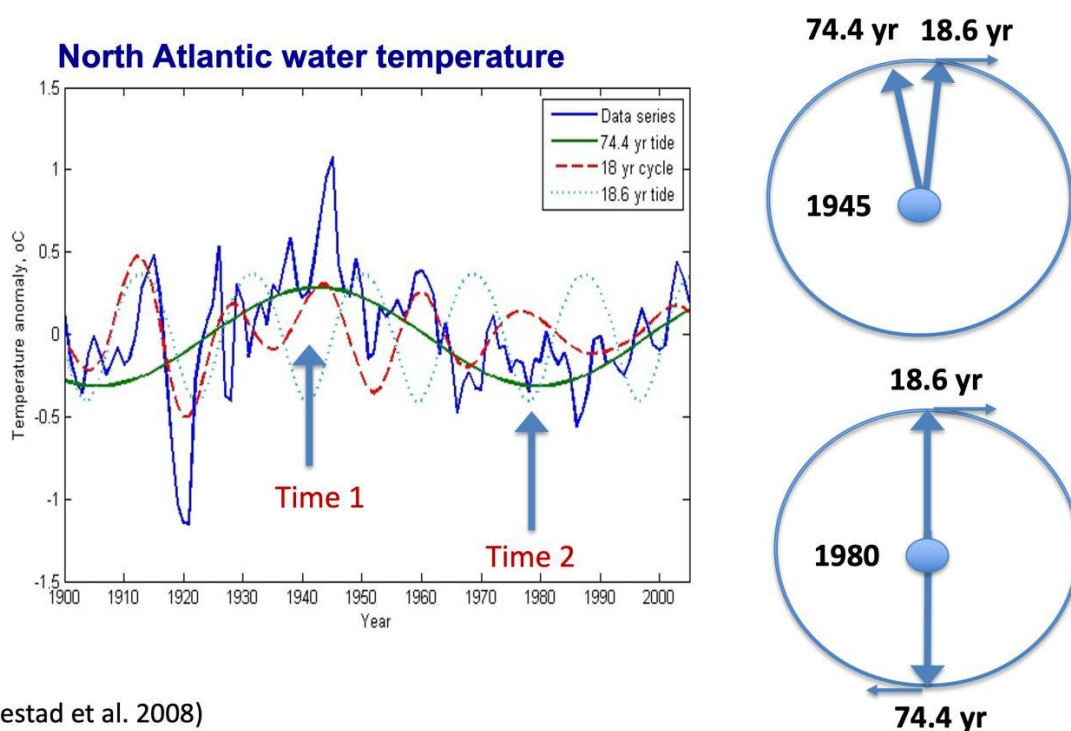 North Atlantic water temperature
1.5
1
0.5
0
-0.5
-1
-1.5
Temperature anomaly, oC
1900 1910 1920 1930 1940 1950 1960 1970 1980 1990 2000
Year
Data series
74.4 yr tide
18 yr cycle
18.6 yr tide
Time 1
Time 2
74.4 yr 18.6 yr
1945
18.6 yr
1980
74.4 yr
estad et al. 2008)